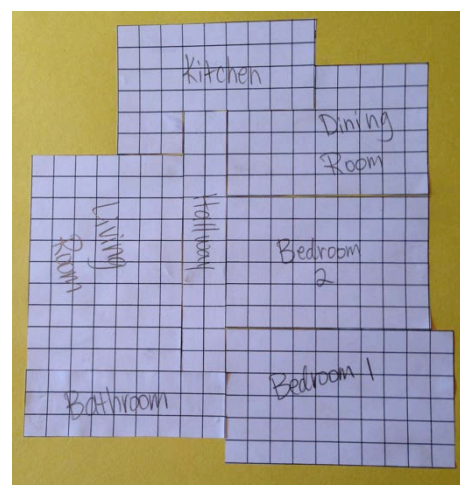 Kitchen
Dining
Room
Living
Room
Hallway
Bedroom
2
Bedroom 1
Bathroom